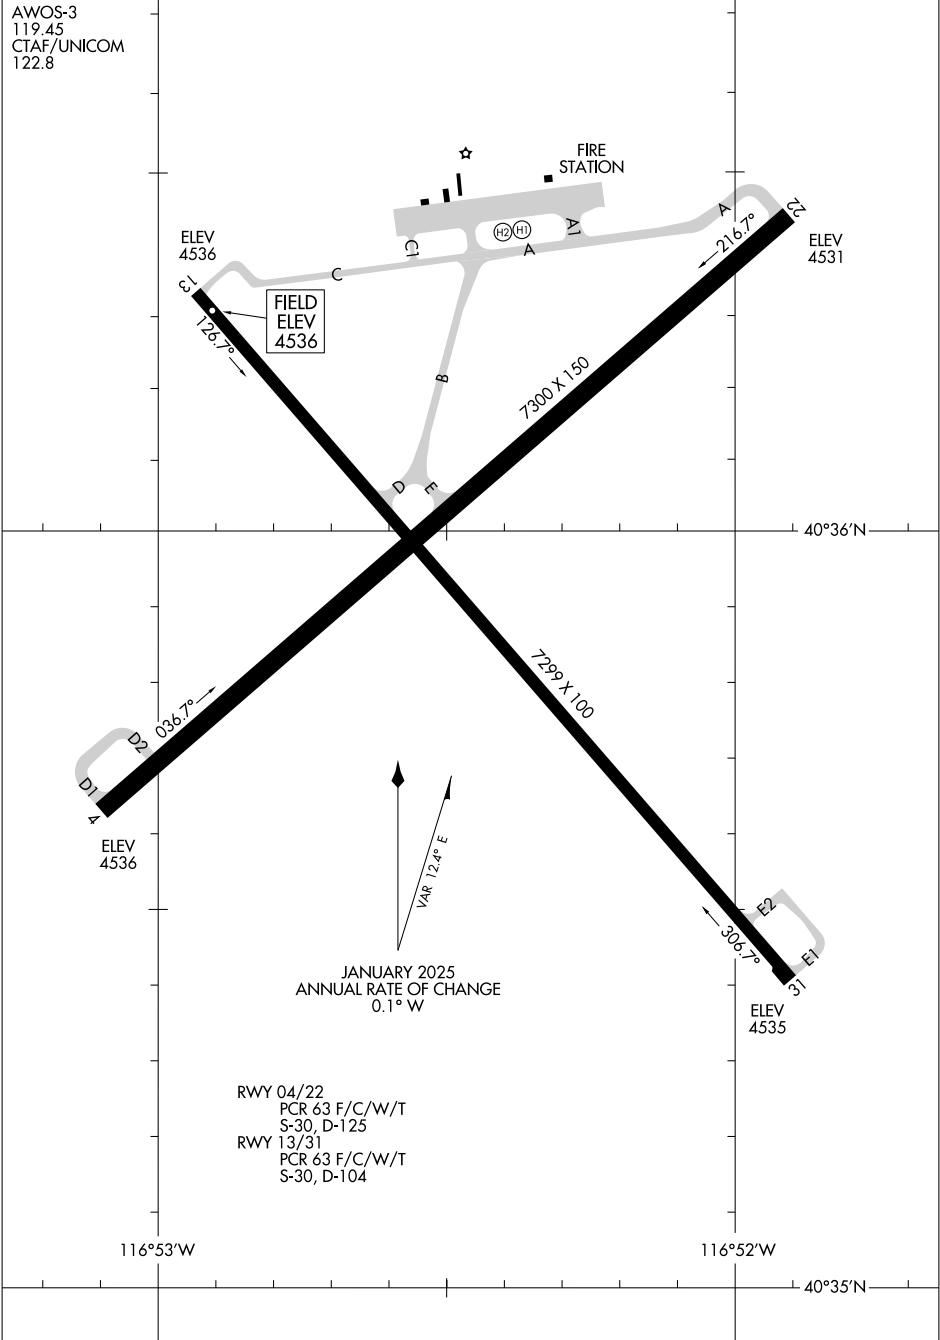 AWOS-3
119.45
CTAF/UNICOM
122.8
FIRE
STATION
A
22
216.7°
ELEV
4531
ELEV
4536
13
126.7°
FIELD
ELEV
4536
C
C1
H2
H1
A
A1
B
7300 X 150
D
E
40°36'N
7299 X 100
036.7°
D2
D1
4
ELEV
4536
VAR 12.4° E
JANUARY 2025
ANNUAL RATE OF CHANGE
0.1° W
E2
306.7°
E1
31
ELEV
4535
RWY 04/22
PCR 63 F/C/W/T
S-30, D-125
RWY 13/31
PCR 63 F/C/W/T
S-30, D-104
116°53'W
116°52'W
40°35'N